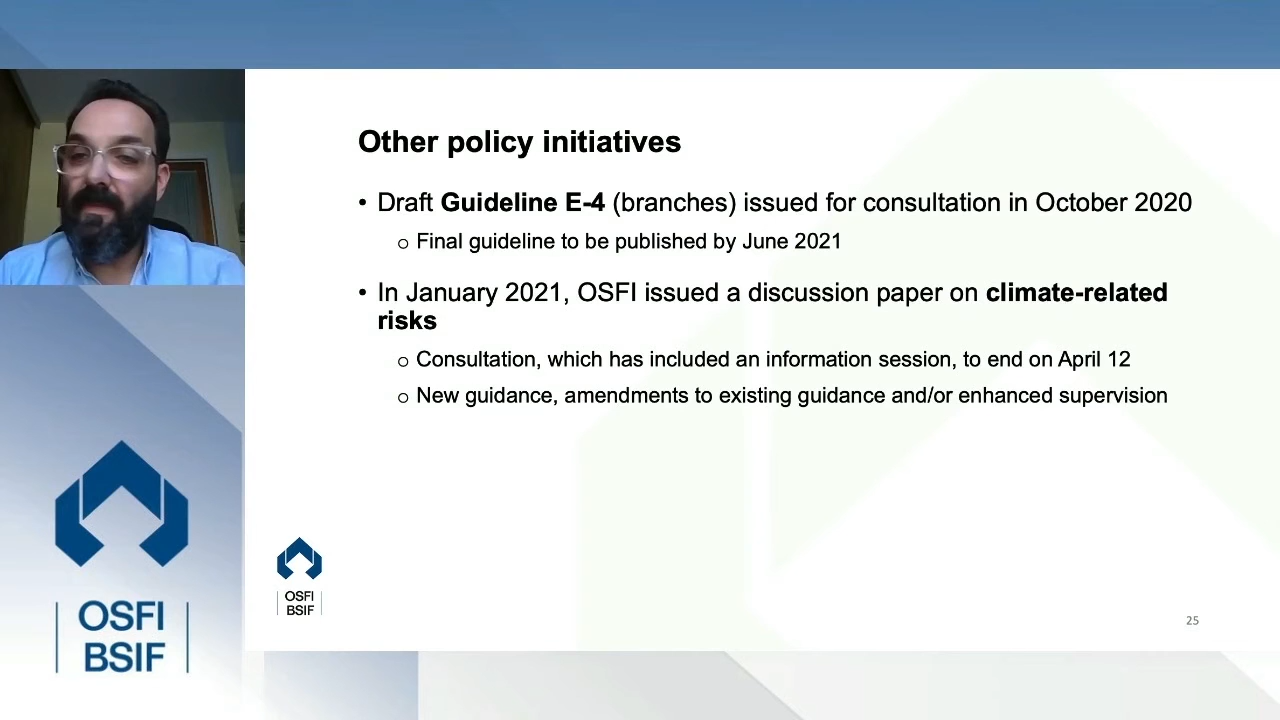 Other policy initiatives
• Draft Guideline E-4 (branches) issued for consultation in October 2020
o Final guideline to be published by June 2021
• In January 2021, OSFI issued a discussion paper on climate-related
risks
o Consultation, which has included an information session, to end on April 12
o New guidance, amendments to existing guidance and/or enhanced supervision
OSFI
BSIF
OSFI
BSIF
25